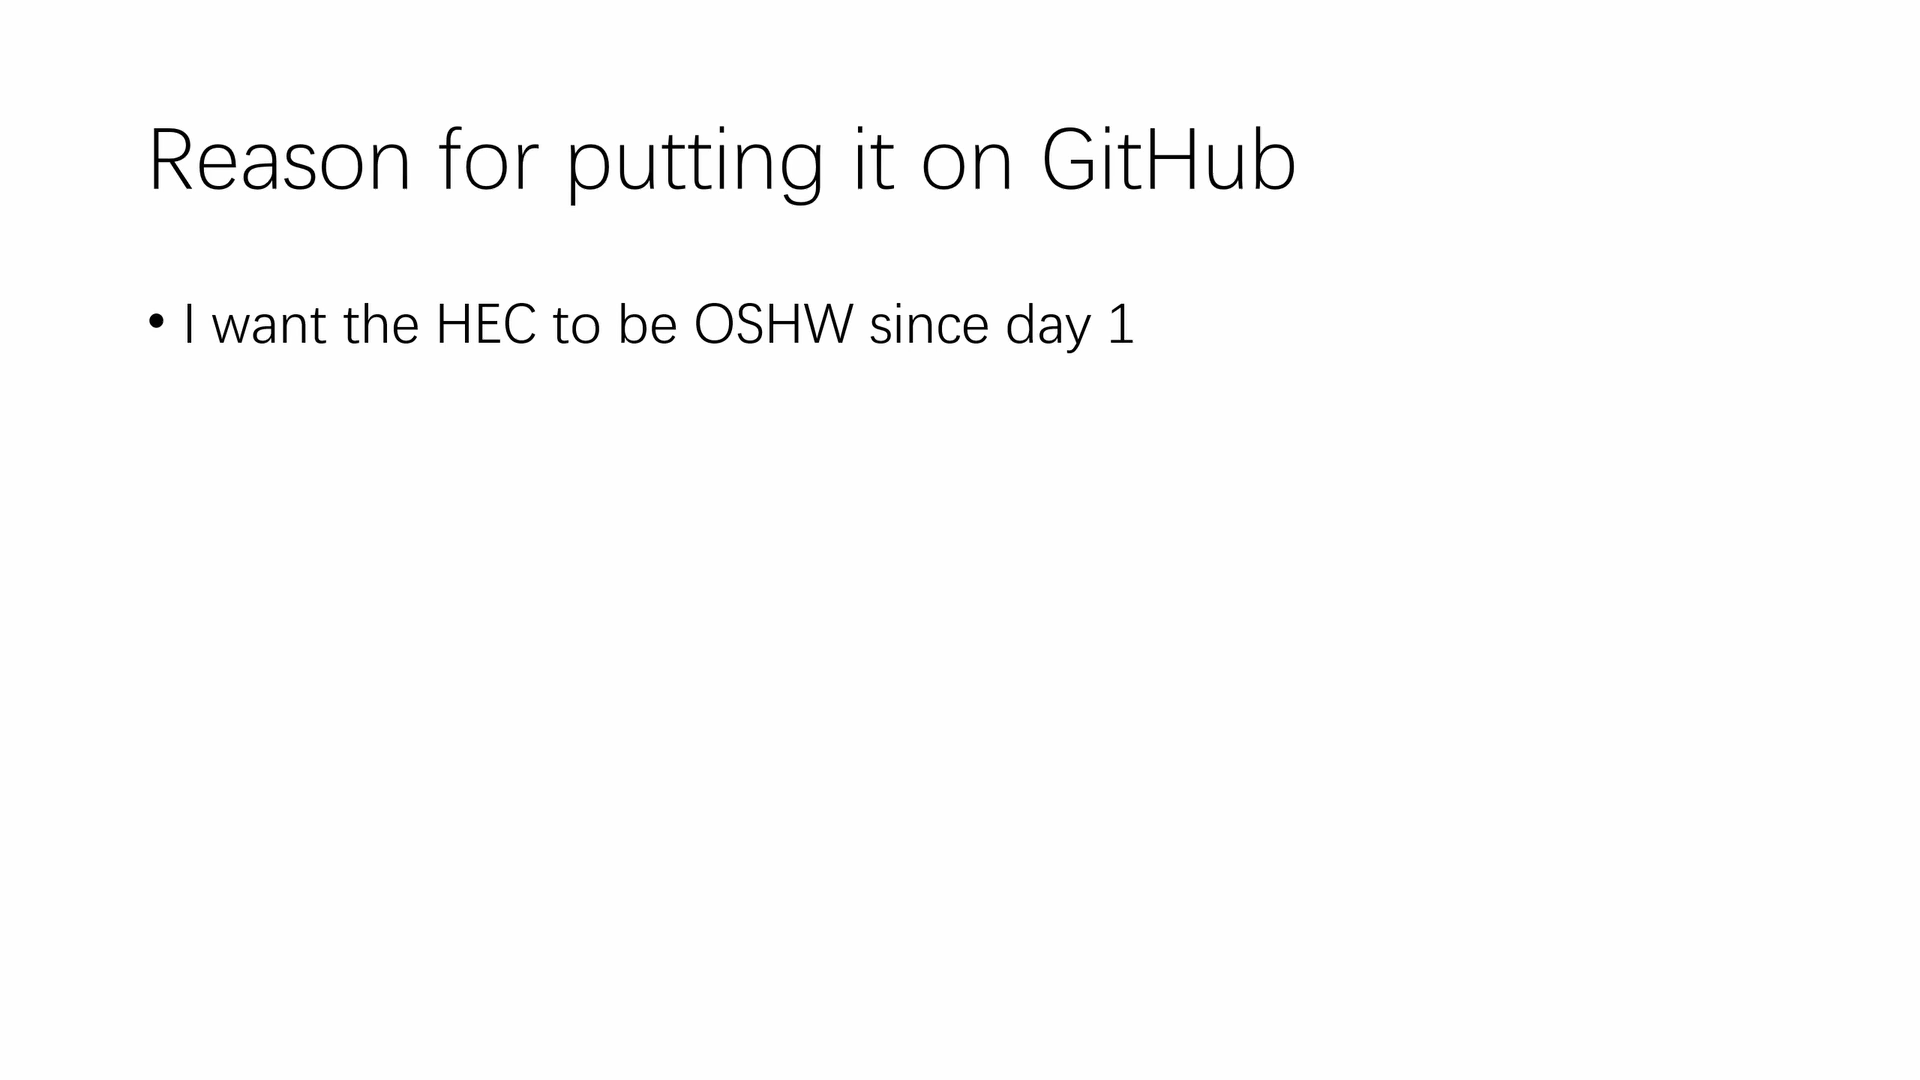 Reason for putting it on GitHub
• I want the HEC to be OSHW since day 1